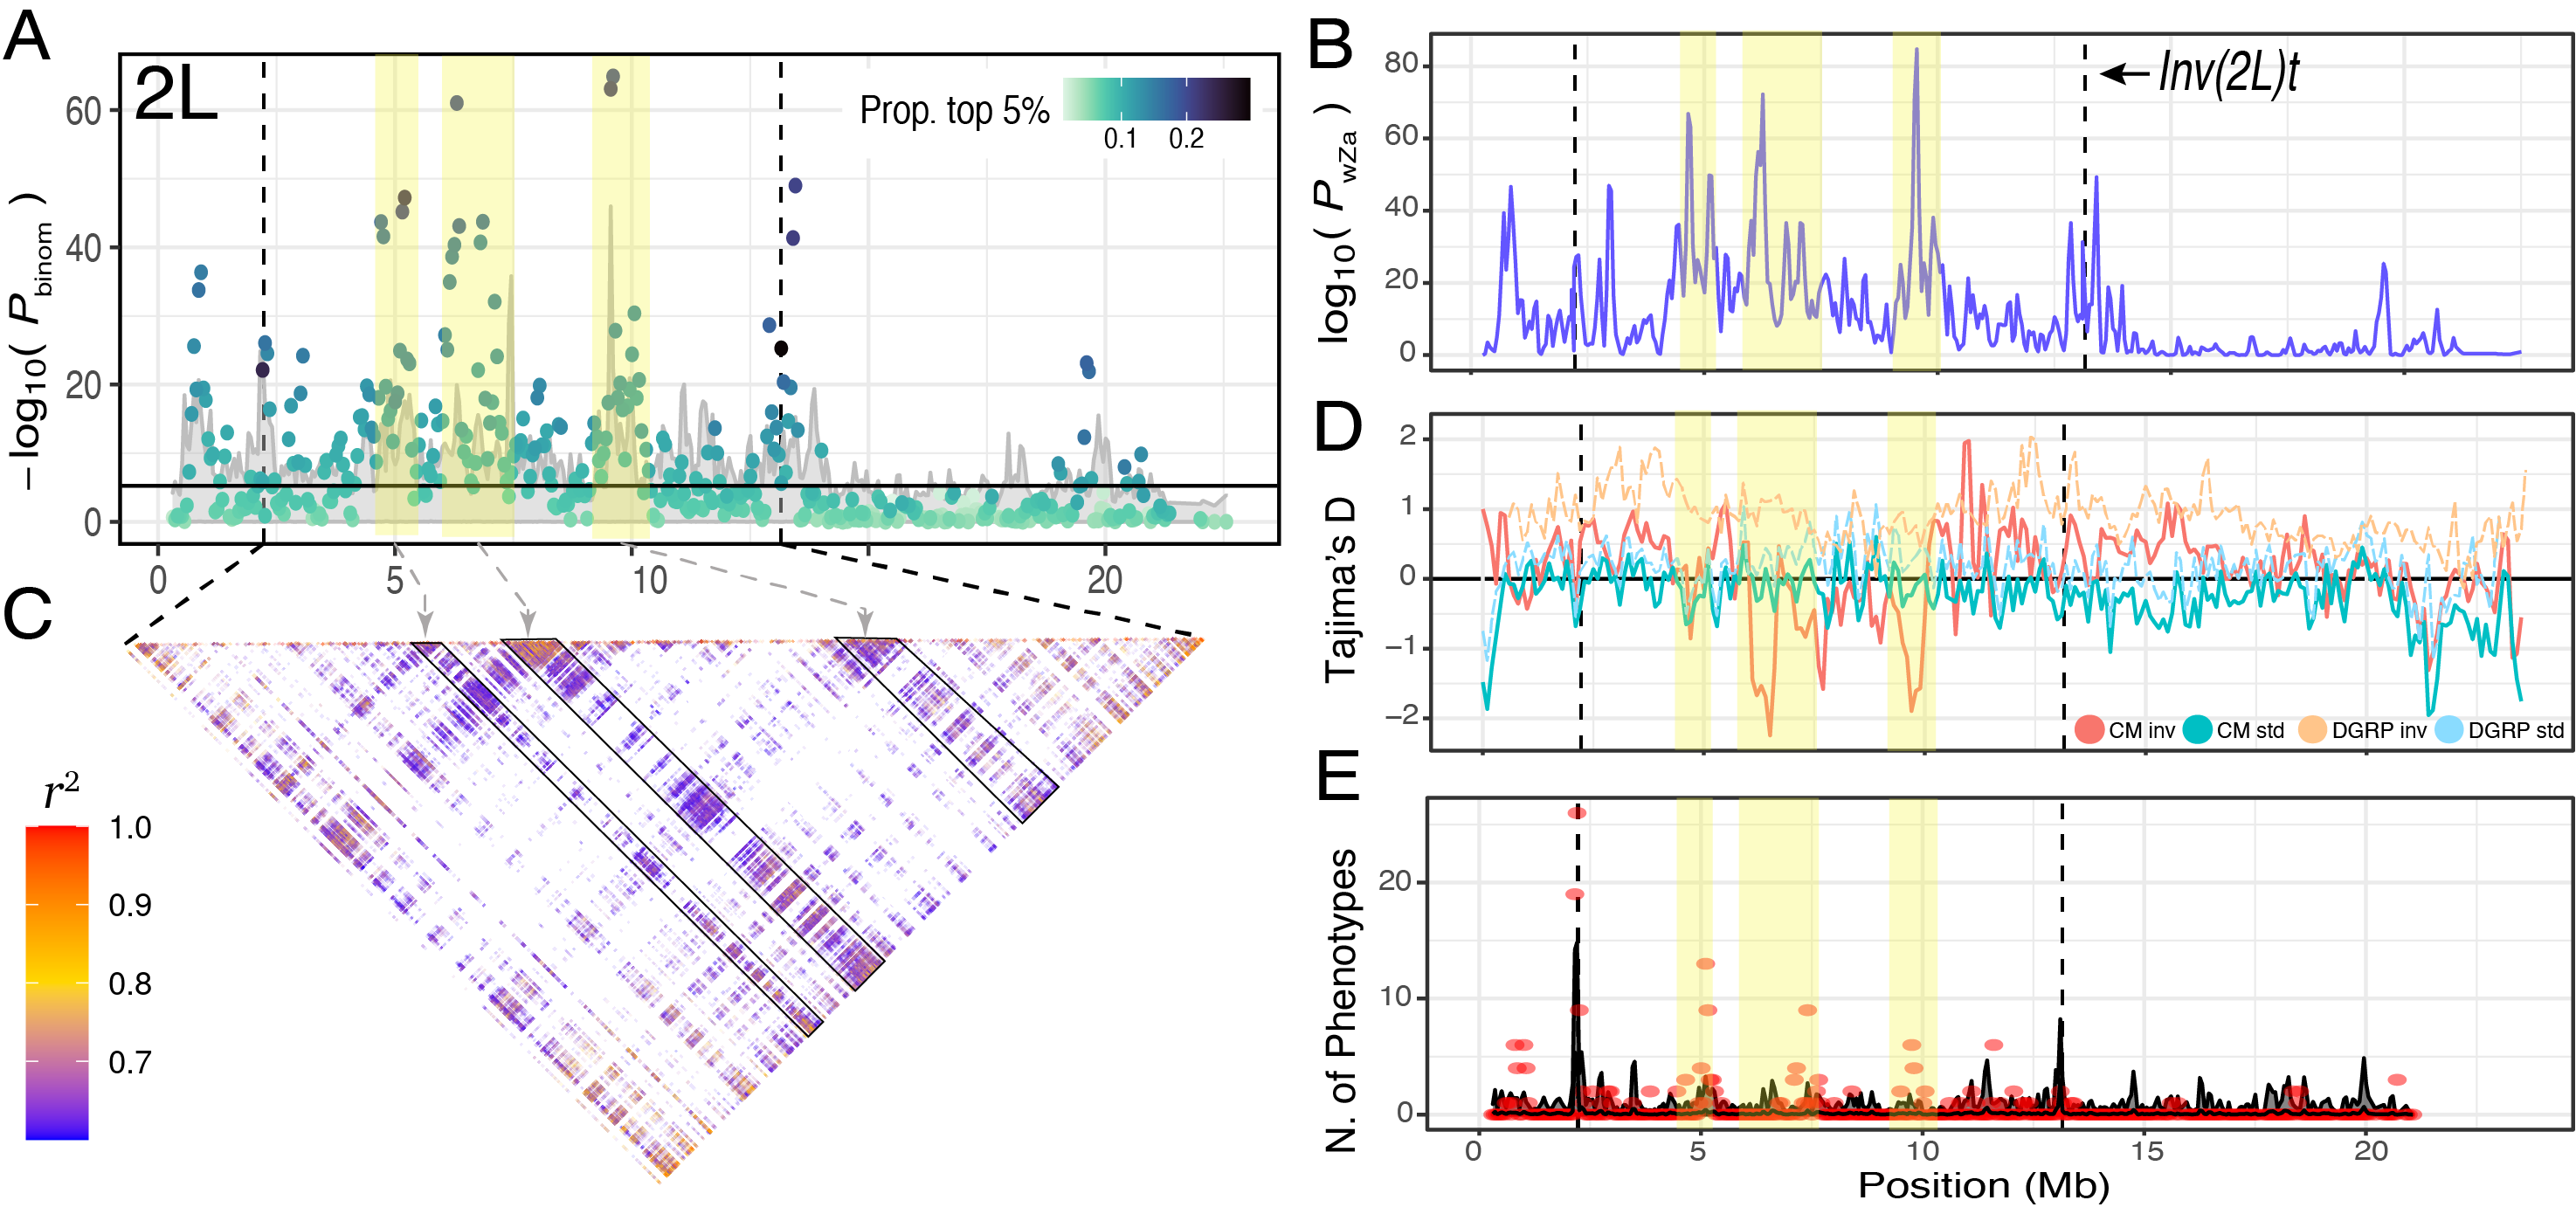 A
2L
Prop. top 5%
0.1 0.2
−log10( P binom )
60
40
20
0
0 5 10 20
B
Inv(2L)t
log10( P wZa )
80
60
40
20
0
C
r²
1.0
0.9
0.8
0.7
D
Tajima's D
2
1
0
−1
−2
CM inv CM std DGRP inv DGRP std
E
N. of Phenotypes
20
10
0
0 5 10 15 20
Position (Mb)